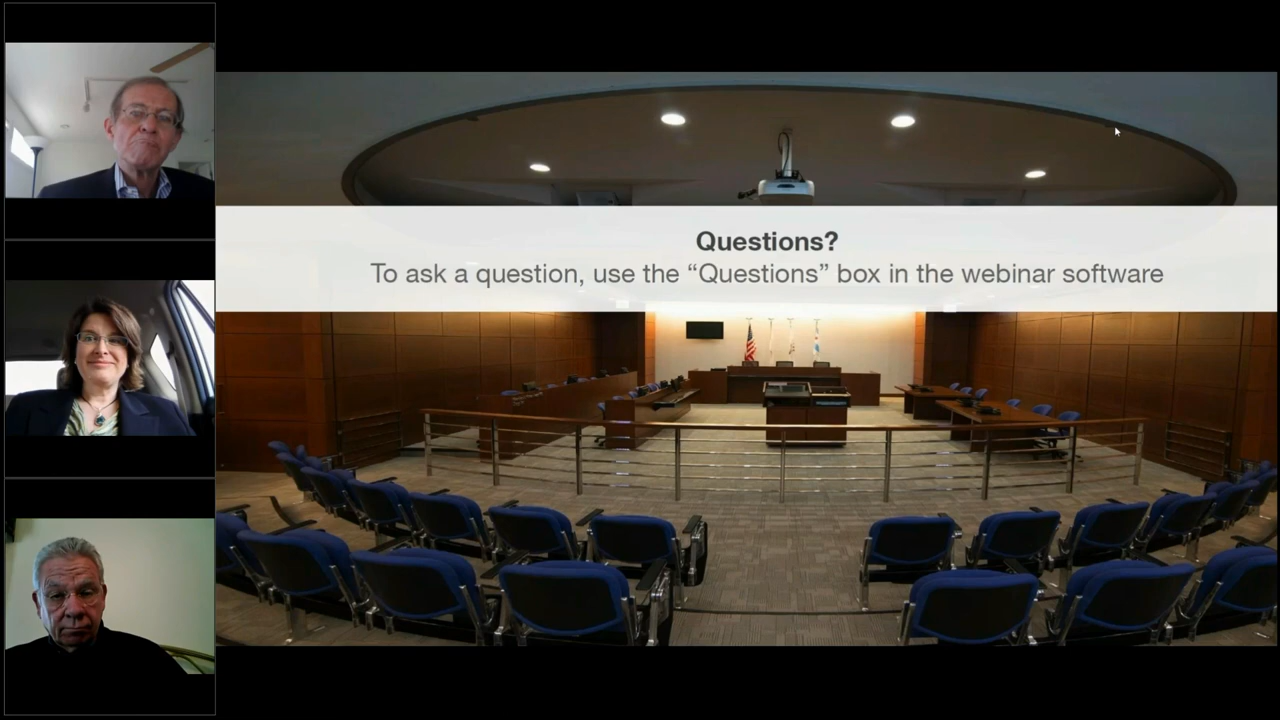 Questions?
To ask a question, use the “Questions” box in the webinar software